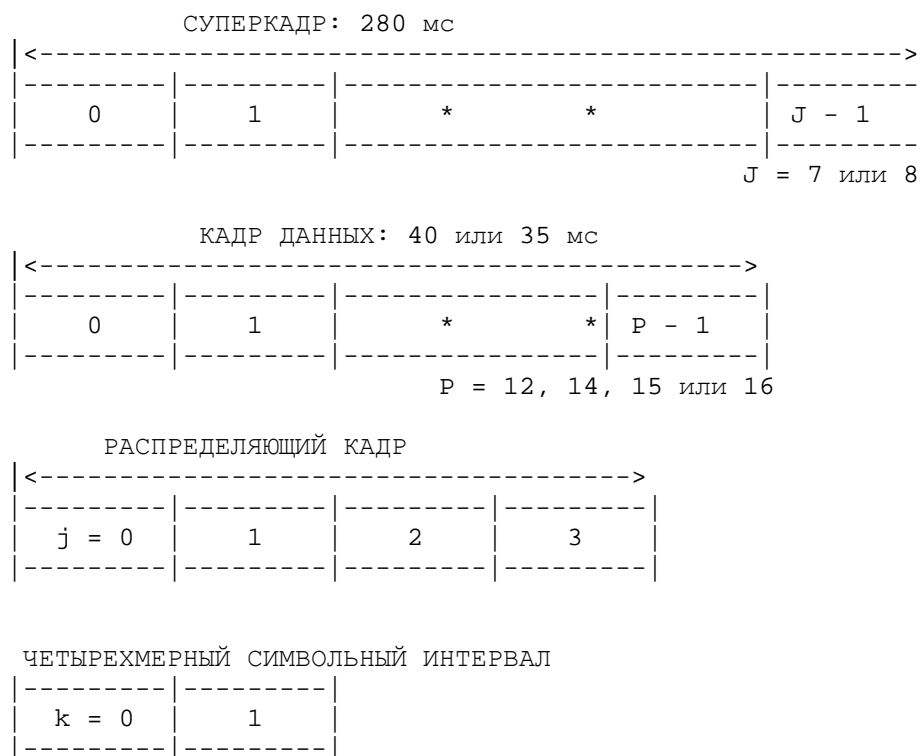 СУПЕРКАДР: 280 мс
0 1 * * J - 1
J = 7 или 8
КАДР ДАННЫХ: 40 или 35 мс
0 1 * * P - 1
P = 12, 14, 15 или 16
РАСПРЕДЕЛЯЮЩИЙ КАДР
j = 0 1 2 3
ЧЕТЫРЕХМЕРНЫЙ СИМВОЛЬНЫЙ ИНТЕРВАЛ
k = 0 1